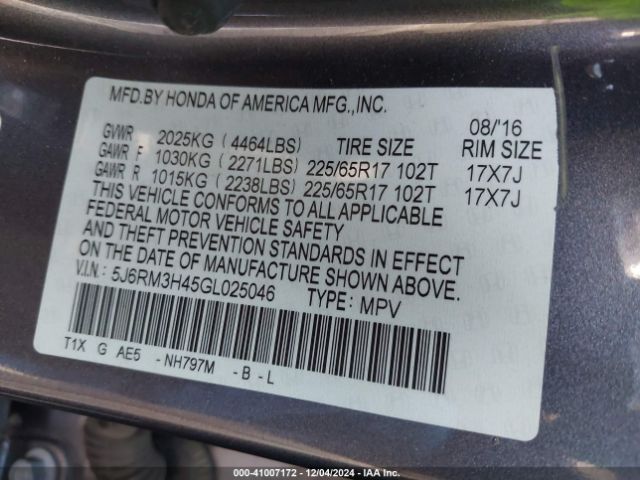 MFD.BY HONDA OF AMERICA MFG.,INC.
08/'16
GVWR 2025KG ( 4464LBS) TIRE SIZE RIM SIZE
GAWR F 1030KG ( 2271LBS) 225/65R17 102T 17X7J
GAWR R 1015KG ( 2238LBS) 225/65R17 102T 17X7J
THIS VEHICLE CONFORMS TO ALL APPLICABLE
FEDERAL MOTOR VEHICLE SAFETY
AND THEFT PREVENTION STANDARDS IN EFFECT
ON THE DATE OF MANUFACTURE SHOWN ABOVE.
V.I.N.: 5J6RM3H45GL025046 TYPE: MPV
T1X G AE5 - NH797M - B - L
000-41007172 - 12/04/2024 - IAA Inc.